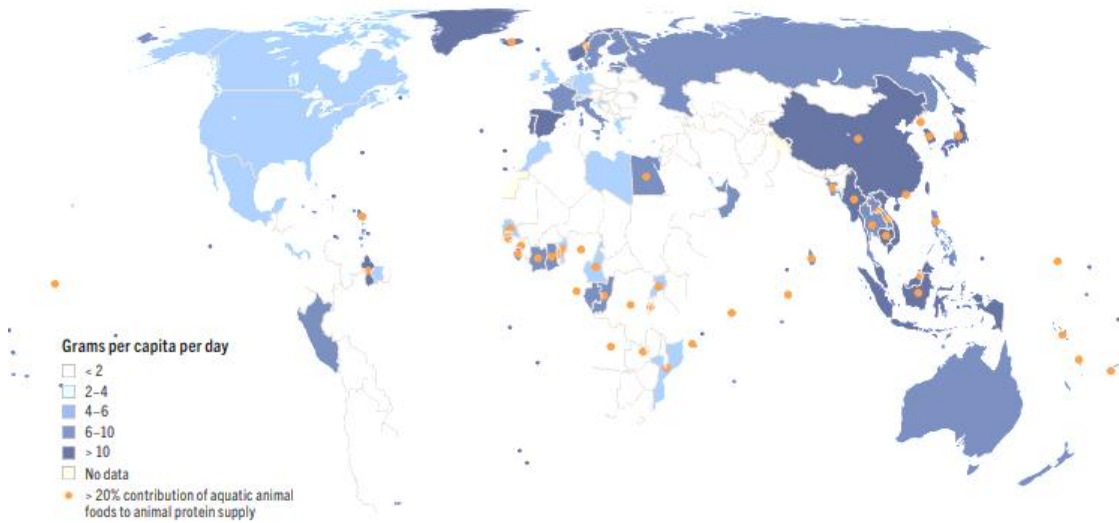 Grams per capita per day
< 2
2–4
4–6
6–10
> 10
No data
> 20% contribution of aquatic animal
foods to animal protein supply